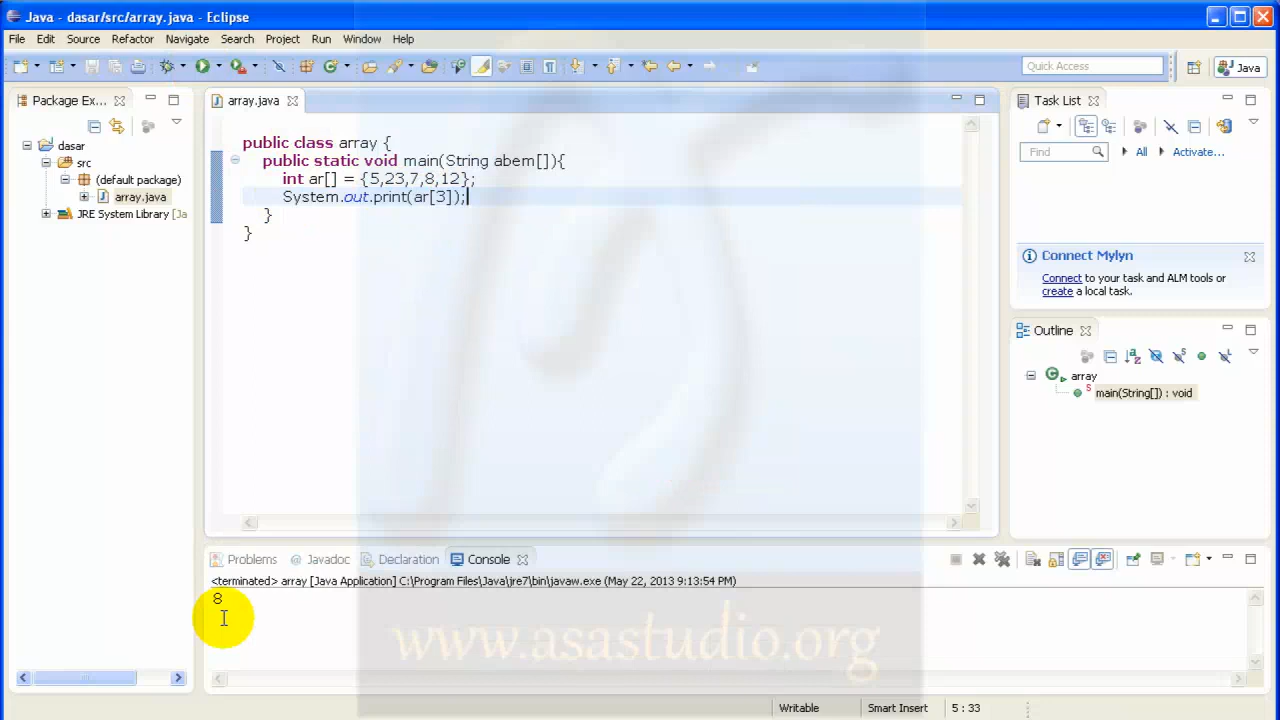 Java - dasar/src/array.java - Eclipse
File Edit Source Refactor Navigate Search Project Run Window Help
Quick Access
Java
Package Ex...
dasar
src
(default package)
array.java
JRE System Library [Ja
array.java
public class array {
public static void main(String abem[]){
int ar[] = {5,23,7,8,12};
System.out.print(ar[3]);
}
}
Task List
Find
All
Activate...
Connect Mylyn
Connect to your task and ALM tools or
create a local task.
Outline
array
main(String[]) : void
Problems @ Javadoc Declaration Console
<terminated> array [Java Application] C:\Program Files\Java\jre7\bin\javaw.exe (May 22, 2013 9:13:54 PM)
8
www.asastudio.org
Writable Smart Insert 5 : 33